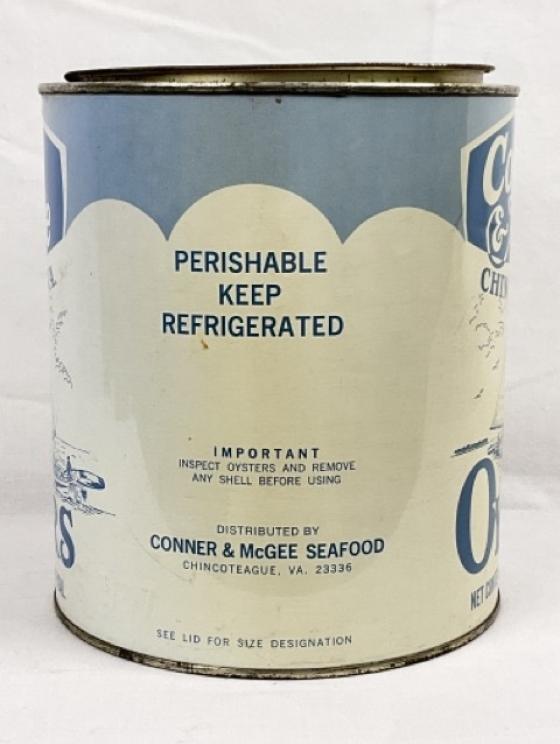 PERISHABLE
KEEP
REFRIGERATED
IMPORTANT
INSPECT OYSTERS AND REMOVE
ANY SHELL BEFORE USING
DISTRIBUTED BY
CONNER & McGEE SEAFOOD
CHINCOTEAGUE, VA. 23336
SEE LID FOR SIZE DESIGNATION
&
NET